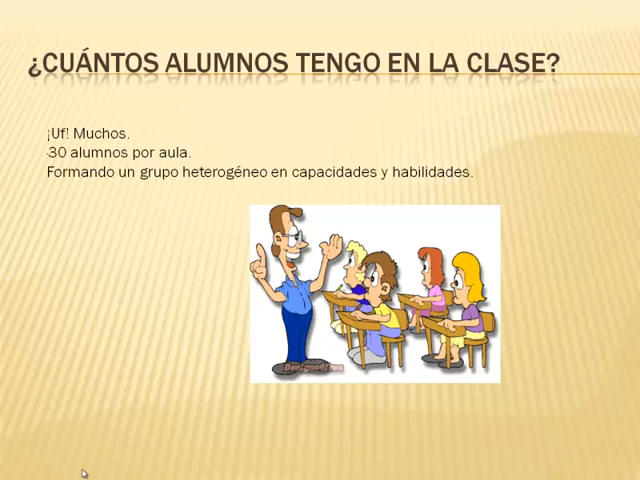 ¿CUÁNTOS ALUMNOS TENGO EN LA CLASE?
¡Uf! Muchos.
·30 alumnos por aula.
Formando un grupo heterogéneo en capacidades y habilidades.